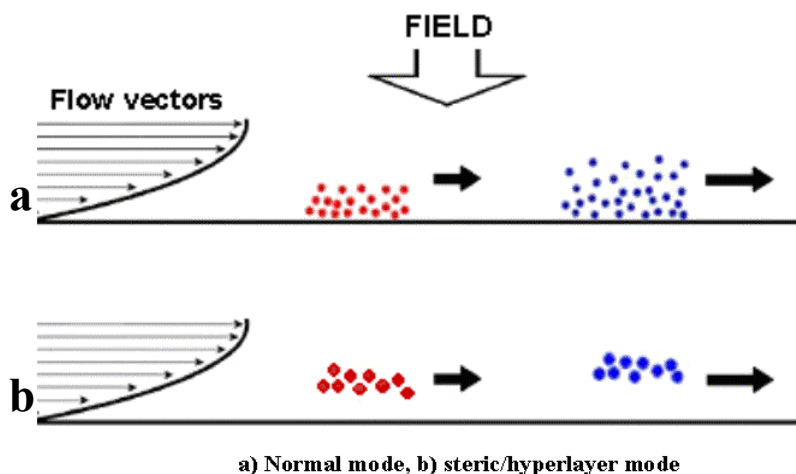 FIELD
Flow vectors
a
b
a) Normal mode, b) steric/hyperlayer mode